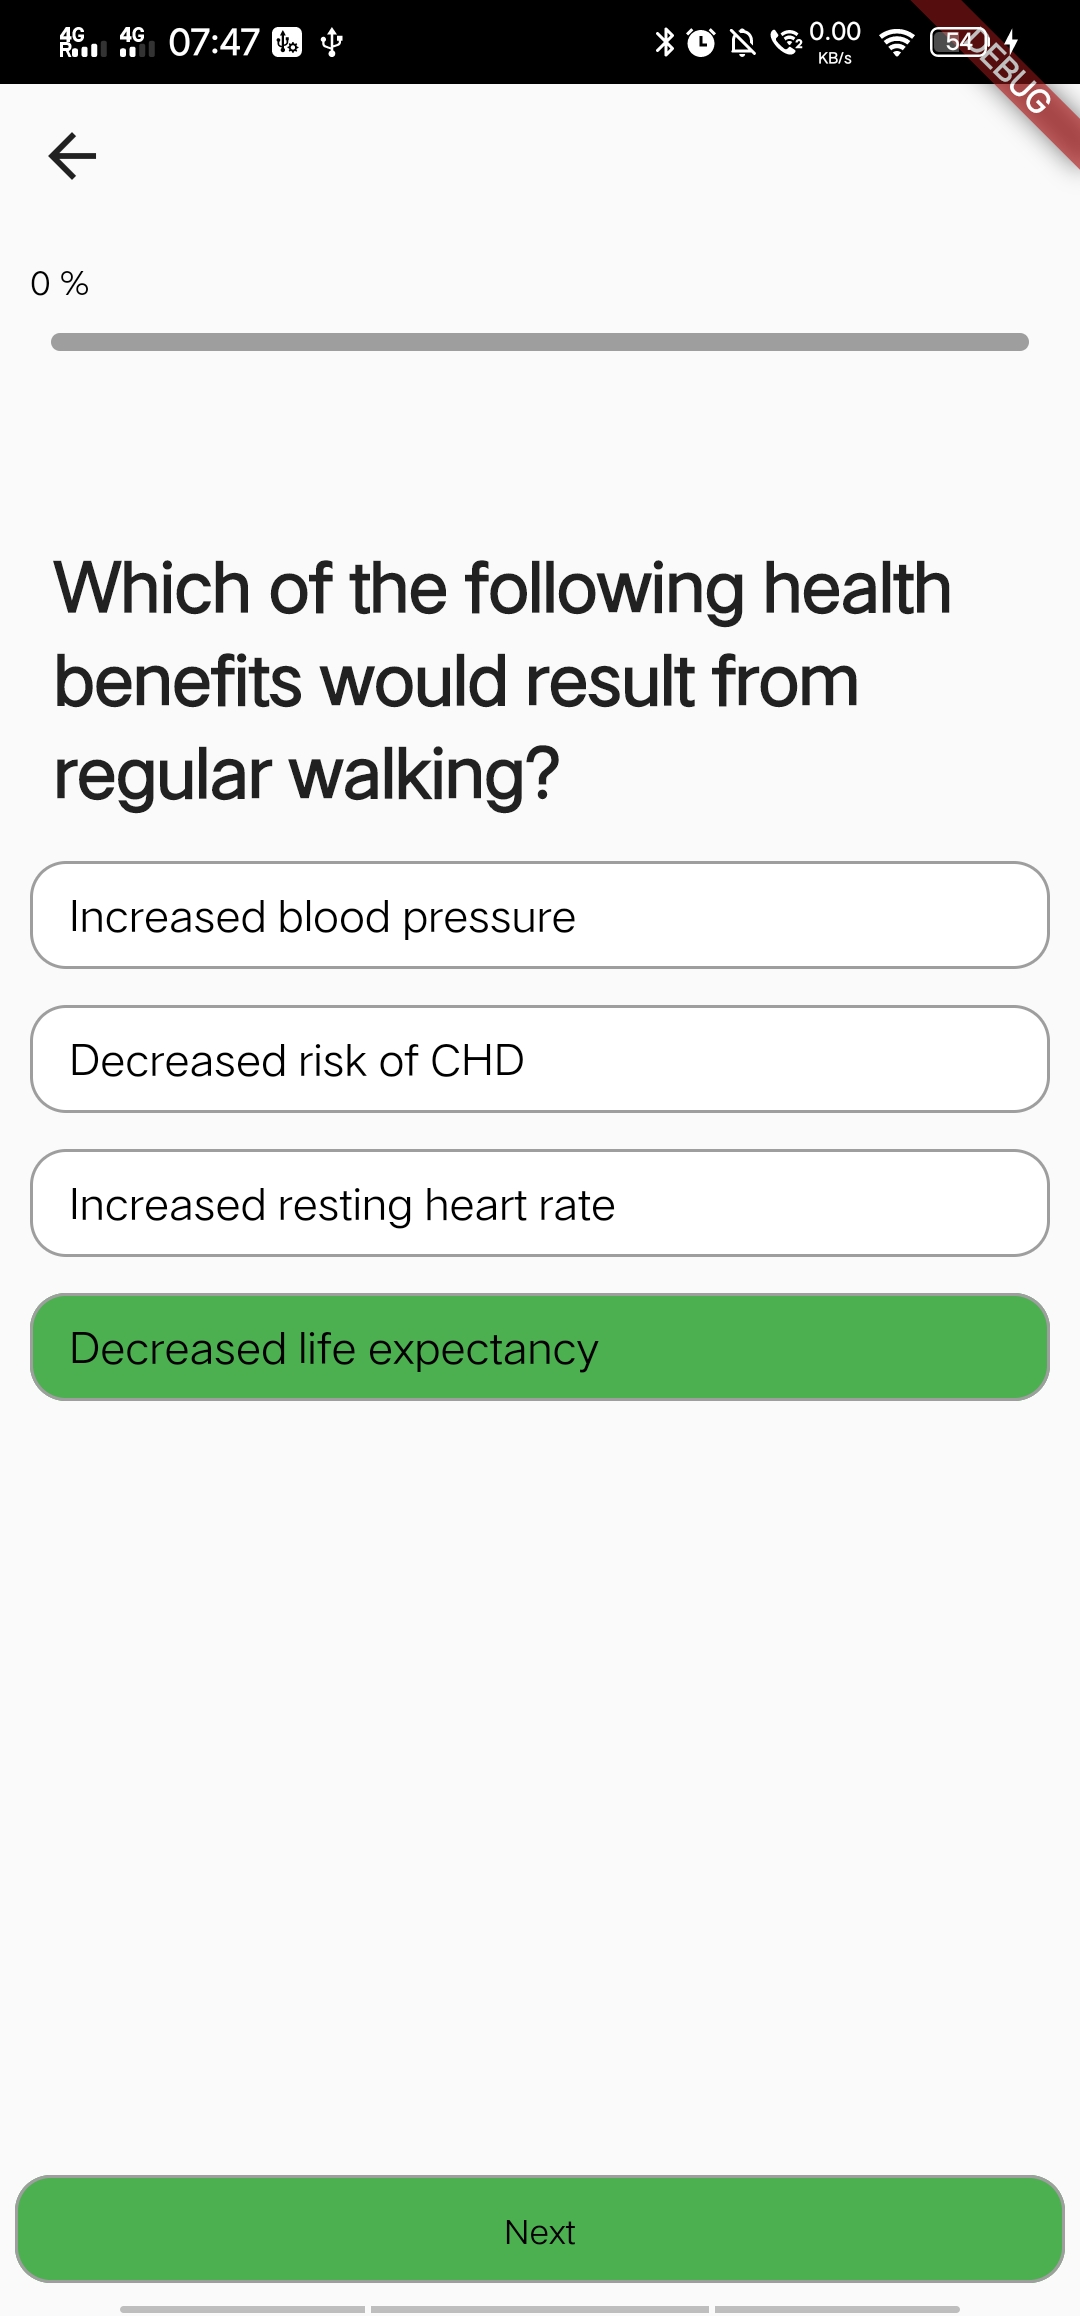 4G 4G 07:47 0.00 54
R KB/s
DEBUG
0 %
Which of the following health
benefits would result from
regular walking?
Increased blood pressure
Decreased risk of CHD
Increased resting heart rate
Decreased life expectancy
Next